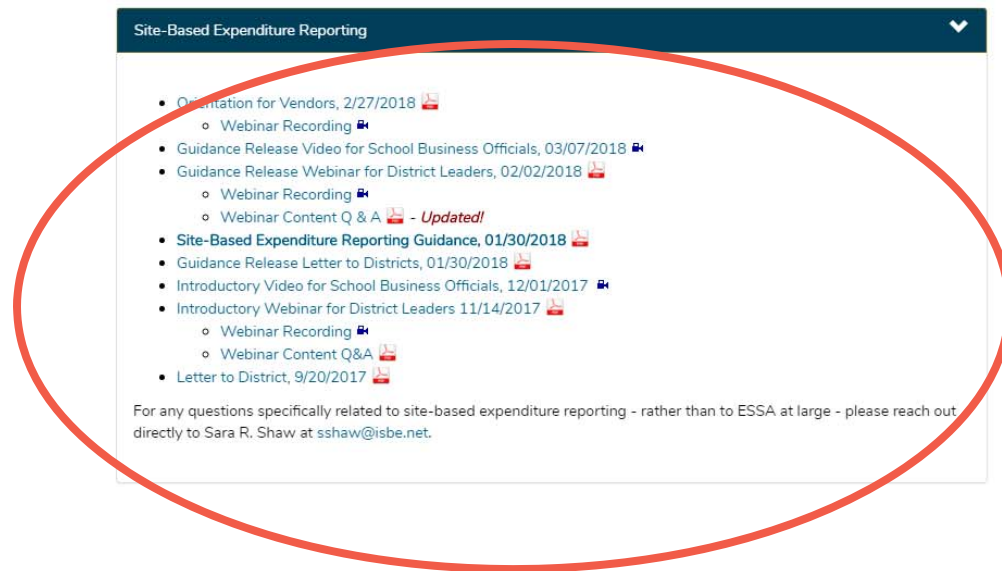 Site-Based Expenditure Reporting
Orientation for Vendors, 2/27/2018
Webinar Recording
Guidance Release Video for School Business Officials, 03/07/2018
Guidance Release Webinar for District Leaders, 02/02/2018
Webinar Recording
Webinar Content Q & A - Updated!
Site-Based Expenditure Reporting Guidance, 01/30/2018
Guidance Release Letter to Districts, 01/30/2018
Introductory Video for School Business Officials, 12/01/2017
Introductory Webinar for District Leaders 11/14/2017
Webinar Recording
Webinar Content Q&A
Letter to District, 9/20/2017
For any questions specifically related to site-based expenditure reporting - rather than to ESSA at large - please reach out
directly to Sara R. Shaw at sshaw@isbe.net.